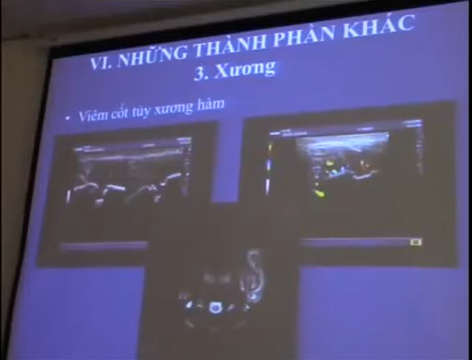 VI. NHỮNG THÀNH PHẦN KHÁC
3. Xương
• Viêm cốt tủy xương hàm